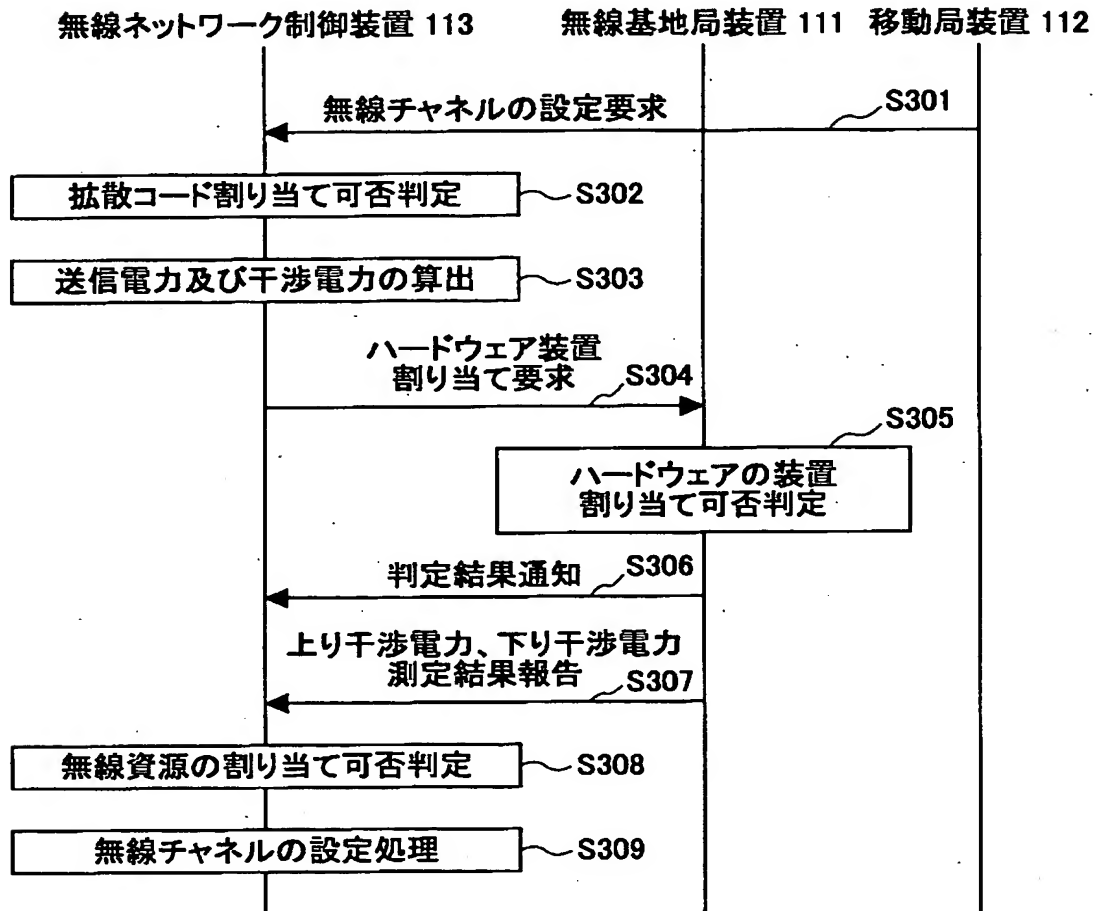 無線ネットワーク制御装置 113
無線基地局装置 111
移動局装置 112
無線チャネルの設定要求
S301
拡散コード割り当て可否判定
S302
送信電力及び干渉電力の算出
S303
ハードウェア装置
割り当て要求
S304
S305
ハードウェアの装置
割り当て可否判定
判定結果通知
S306
上り干渉電力、下り干渉電力
測定結果報告
S307
無線資源の割り当て可否判定
S308
無線チャネルの設定処理
S309